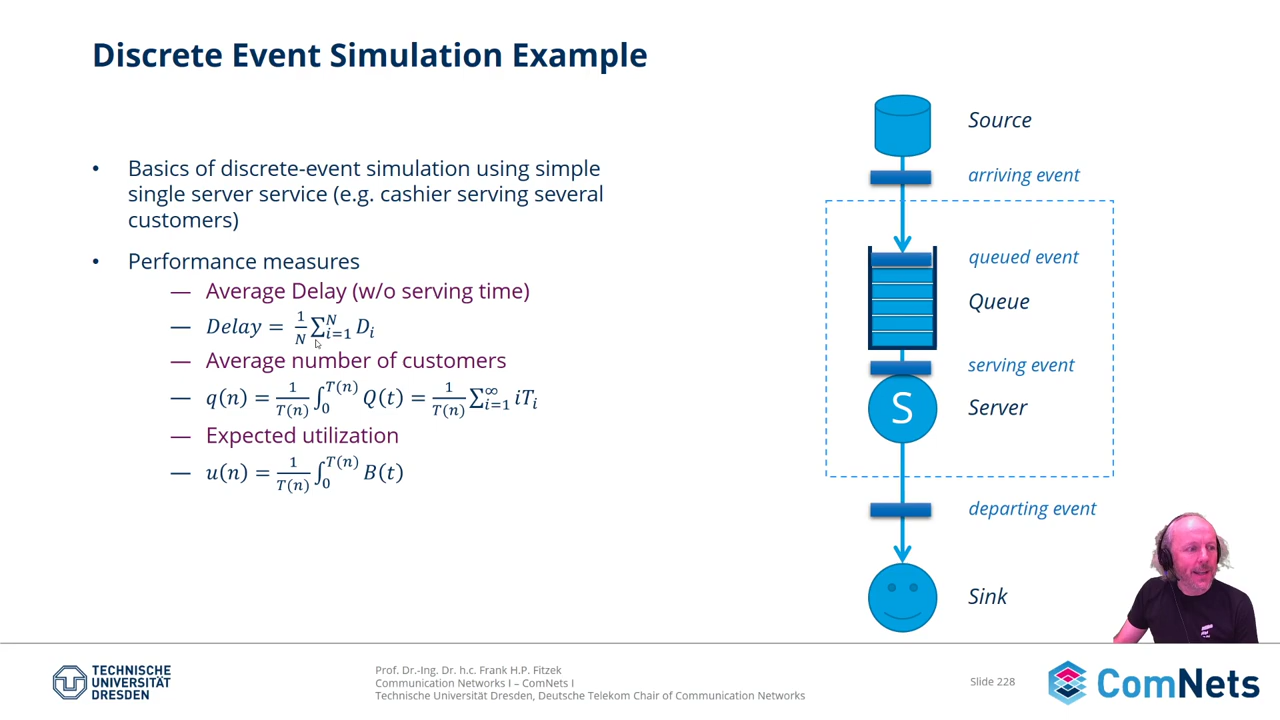 Discrete Event Simulation Example
• Basics of discrete-event simulation using simple
single server service (e.g. cashier serving several
customers)
• Performance measures
— Average Delay (w/o serving time)
— Delay = 1/N ∑_{i=1}^{N} D_i
— Average number of customers
— q(n) = 1/T(n) ∫_0^{T(n)} Q(t) = 1/T(n) ∑_{i=1}^{∞} iT_i
— Expected utilization
— u(n) = 1/T(n) ∫_0^{T(n)} B(t)
Source
arriving event
queued event
Queue
serving event
S
Server
departing event
Sink
TECHNISCHE
UNIVERSITÄT
DRESDEN
Prof. Dr.-Ing. Dr. h.c. Frank H.P. Fitzek
Communication Networks I – ComNets I
Technische Universität Dresden, Deutsche Telekom Chair of Communication Networks
Slide 228
ComNets